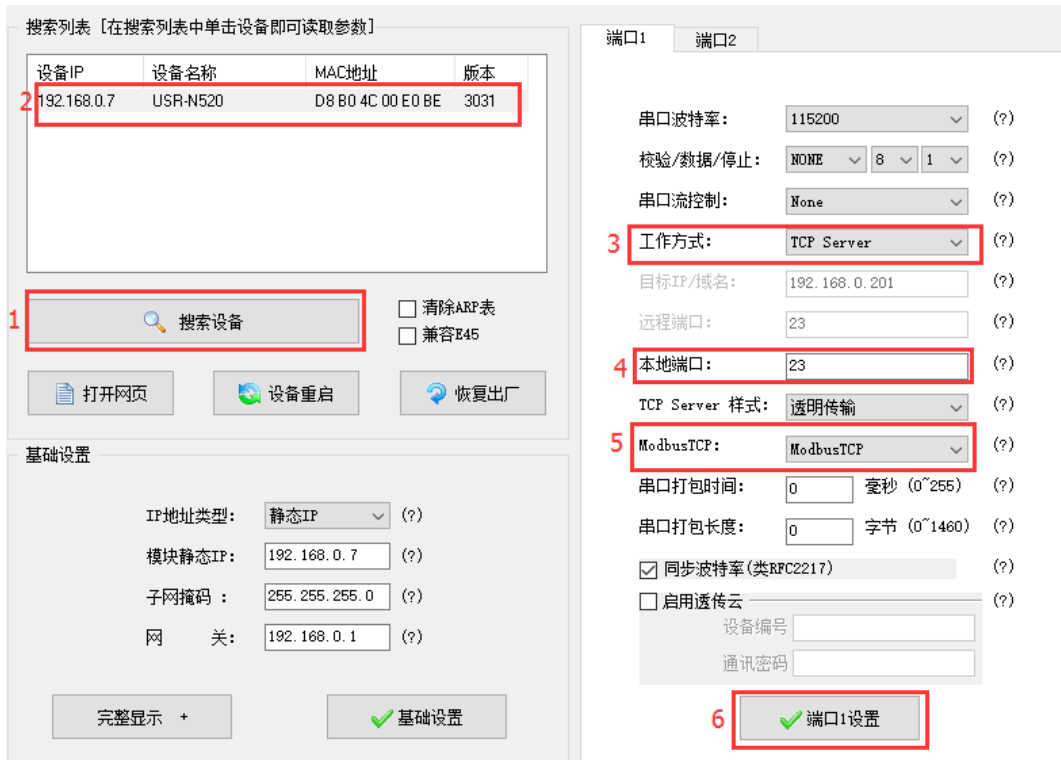 搜索列表 [在搜索列表中单击设备即可读取参数]
设备IP 设备名称 MAC地址 版本
2 192.168.0.7 USR-N520 D8 B0 4C 00 E0 BE 3031
1 搜索设备
清除ARP表
兼容E45
打开网页 设备重启 恢复出厂
基础设置
IP地址类型: 静态IP (?)
模块静态IP: 192.168.0.7 (?)
子网掩码 : 255.255.255.0 (?)
网 关: 192.168.0.1 (?)
完整显示 + 基础设置
端口1 端口2
串口波特率: 115200 (?)
校验/数据/停止: NONE 8 1 (?)
串口流控制: None (?)
3 工作方式: TCP Server (?)
目标IP/域名: 192.168.0.201 (?)
远程端口: 23 (?)
4 本地端口: 23 (?)
TCP Server 样式: 透明传输 (?)
5 ModbusTCP: ModbusTCP (?)
串口打包时间: 0 毫秒 (0~255) (?)
串口打包长度: 0 字节 (0~1460) (?)
同步波特率(类RFC2217) (?)
启用透传云 (?)
设备编号
通讯密码
6 端口1设置